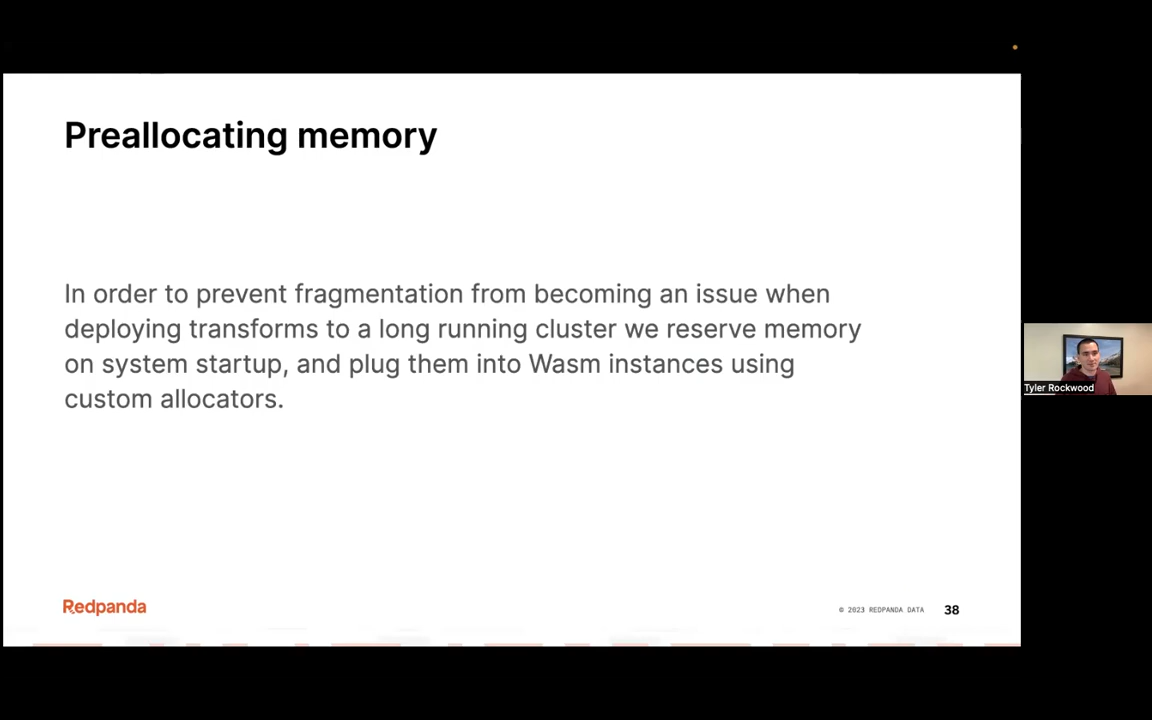 Preallocating memory
In order to prevent fragmentation from becoming an issue when
deploying transforms to a long running cluster we reserve memory
on system startup, and plug them into Wasm instances using
custom allocators.
Tyler Rockwood
Redpanda
© 2023 REDPANDA DATA 38